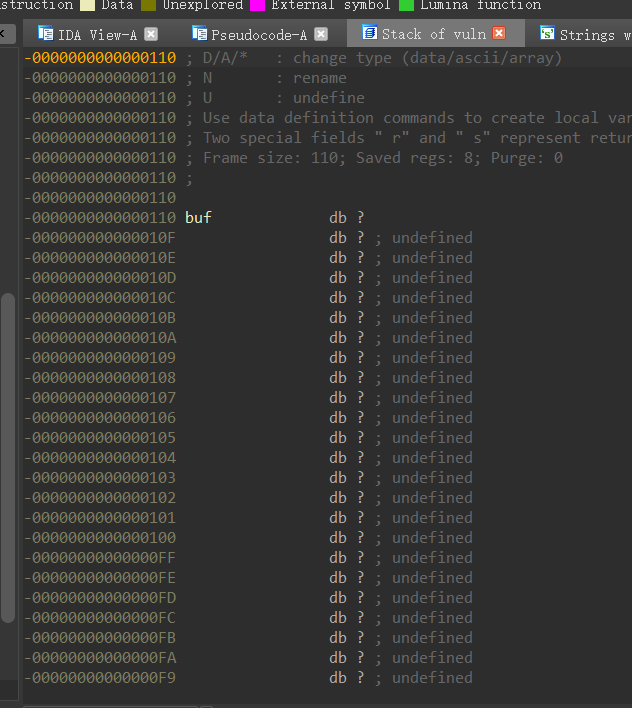 struction Data Unexplored External symbol Lumina function
IDA View-A Pseudocode-A Stack of vuln Strings w
-0000000000000110 ; D/A/* : change type (data/ascii/array)
-0000000000000110 ; N : rename
-0000000000000110 ; U : undefine
-0000000000000110 ; Use data definition commands to create local var
-0000000000000110 ; Two special fields " r" and " s" represent retur
-0000000000000110 ; Frame size: 110; Saved regs: 8; Purge: 0
-0000000000000110 ;
-0000000000000110
-0000000000000110 buf db ?
-000000000000010F db ? ; undefined
-000000000000010E db ? ; undefined
-000000000000010D db ? ; undefined
-000000000000010C db ? ; undefined
-000000000000010B db ? ; undefined
-000000000000010A db ? ; undefined
-0000000000000109 db ? ; undefined
-0000000000000108 db ? ; undefined
-0000000000000107 db ? ; undefined
-0000000000000106 db ? ; undefined
-0000000000000105 db ? ; undefined
-0000000000000104 db ? ; undefined
-0000000000000103 db ? ; undefined
-0000000000000102 db ? ; undefined
-0000000000000101 db ? ; undefined
-0000000000000100 db ? ; undefined
-00000000000000FF db ? ; undefined
-00000000000000FE db ? ; undefined
-00000000000000FD db ? ; undefined
-00000000000000FC db ? ; undefined
-00000000000000FB db ? ; undefined
-00000000000000FA db ? ; undefined
-00000000000000F9 db ? ; undefined